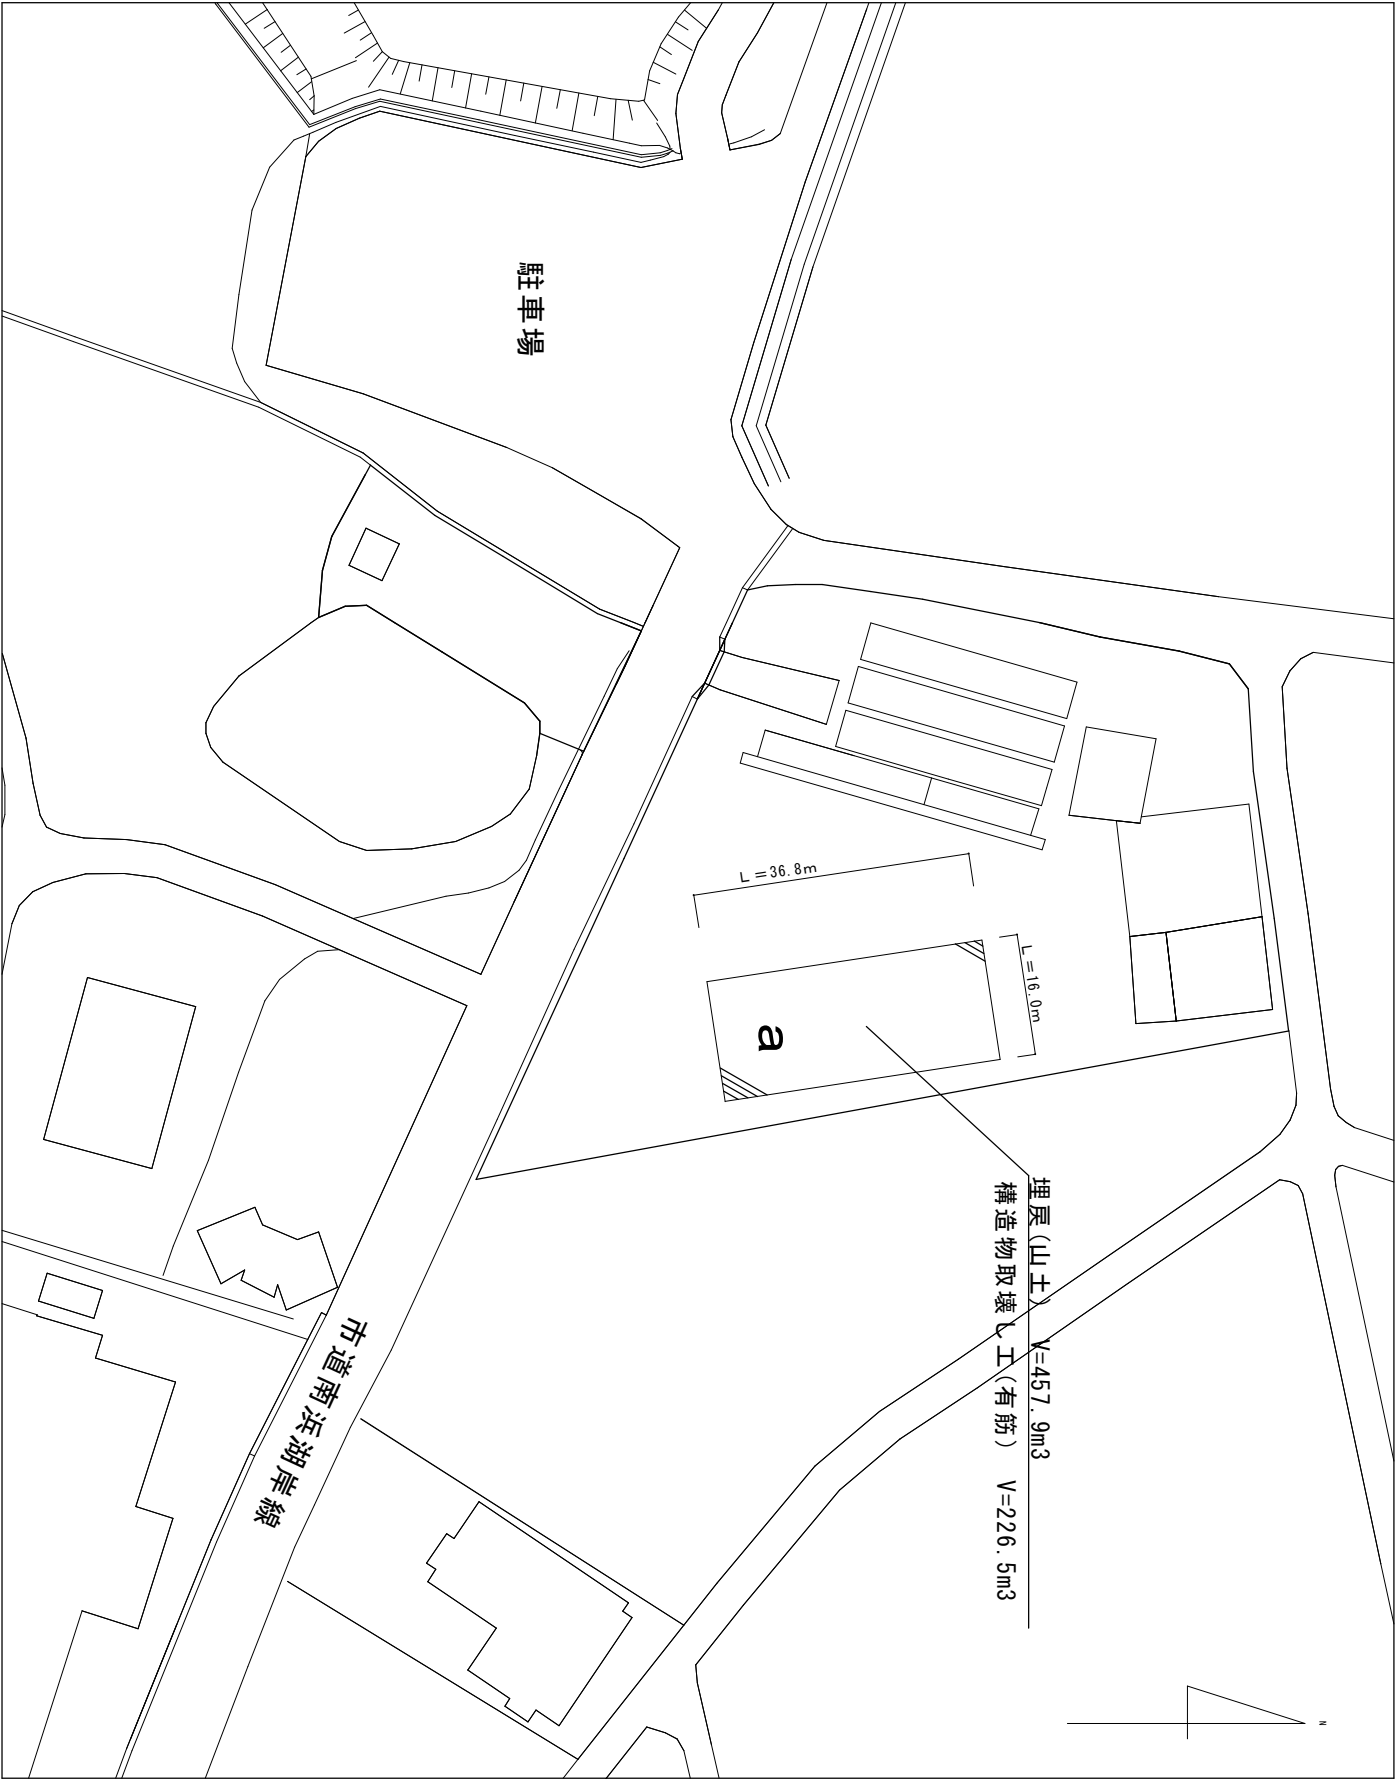 駐車場
L=36.8m
L=16.0m
a
埋戻(山土) V=457.9m3
構造物取壊し工(有筋) V=226.5m3
市道南浜湖岸線
N